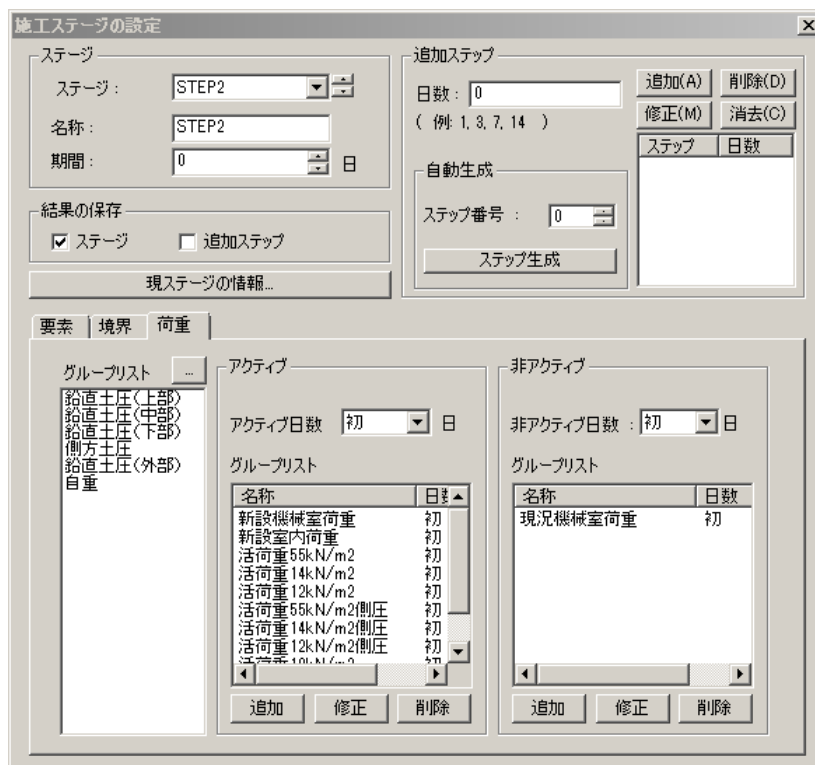 施工ステージの設定
ステージ
ステージ :
STEP2
名称 :
STEP2
期間 :
0
日
結果の保存
ステージ
追加ステップ
現ステージの情報...
追加ステップ
日数 :
0
( 例: 1, 3, 7, 14 )
追加(A)
削除(D)
修正(M)
消去(C)
ステップ
日数
自動生成
ステップ番号 :
0
ステップ生成
要素
境界
荷重
グループリスト
...
鉛直土圧(上部)
鉛直土圧(中部)
鉛直土圧(下部)
側方土圧
鉛直土圧(外部)
自重
アクティブ
アクティブ日数
初
日
グループリスト
名称
新設機械室荷重 初
新設室内荷重 初
活荷重55kN/m2 初
活荷重14kN/m2 初
活荷重12kN/m2 初
活荷重55kN/m2側圧 初
活荷重14kN/m2側圧 初
活荷重12kN/m2側圧 初
追加
修正
削除
非アクティブ
非アクティブ日数 :
初
日
グループリスト
名称 日数
現況機械室荷重 初
追加
修正
削除